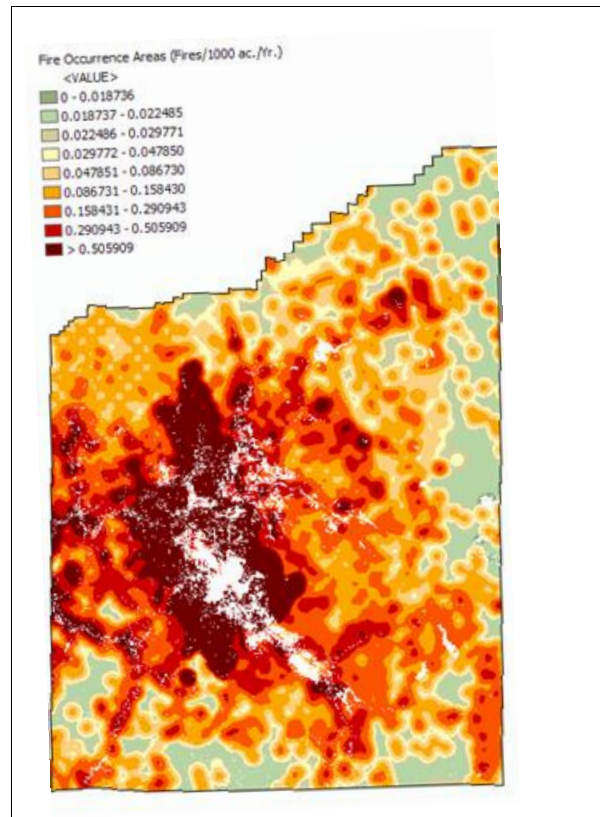 Fire Occurrence Areas (Fires/1000 ac./Yr.)
<VALUE>
0 - 0.018736
0.018737 - 0.022485
0.022486 - 0.029771
0.029772 - 0.047850
0.047851 - 0.086730
0.086731 - 0.158430
0.158431 - 0.290943
0.290943 - 0.505909
> 0.505909